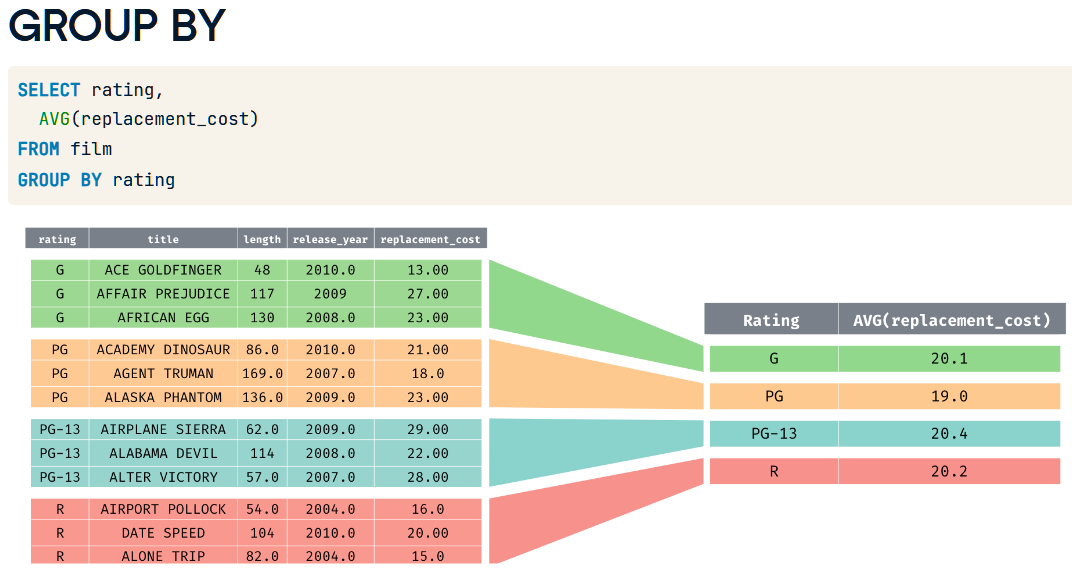 GROUP BY
SELECT rating,
AVG(replacement_cost)
FROM film
GROUP BY rating
rating title length release_year replacement_cost
G ACE GOLDFINGER 48 2010.0 13.00
G AFFAIR PREJUDICE 117 2009 27.00
G AFRICAN EGG 130 2008.0 23.00
PG ACADEMY DINOSAUR 86.0 2010.0 21.00
PG AGENT TRUMAN 169.0 2007.0 18.0
PG ALASKA PHANTOM 136.0 2009.0 23.00
PG-13 AIRPLANE SIERRA 62.0 2009.0 29.00
PG-13 ALABAMA DEVIL 114 2008.0 22.00
PG-13 ALTER VICTORY 57.0 2007.0 28.00
R AIRPORT POLLOCK 54.0 2004.0 16.0
R DATE SPEED 104 2010.0 20.00
R ALONE TRIP 82.0 2004.0 15.0
Rating AVG(replacement_cost)
G 20.1
PG 19.0
PG-13 20.4
R 20.2